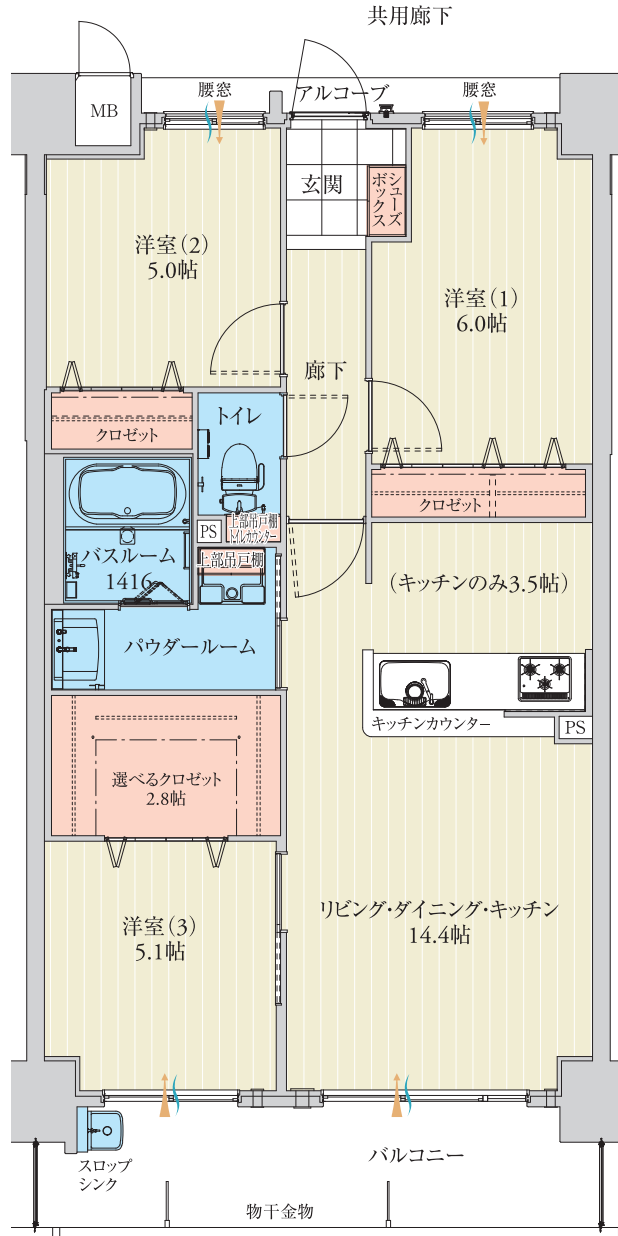 共用廊下
MB
腰窓
アルコーブ
腰窓
玄関
シューズ
ボックス
洋室(2)
5.0帖
洋室(1)
6.0帖
廊下
トイレ
クロゼット
クロゼット
PS
上部吊戸棚
トイレカウンター
上部吊戸棚
バスルーム
1416
(キッチンのみ3.5帖)
パウダールーム
キッチンカウンター
PS
選べるクロゼット
2.8帖
リビング・ダイニング・キッチン
14.4帖
洋室(3)
5.1帖
バルコニー
スロップ
シンク
物干金物